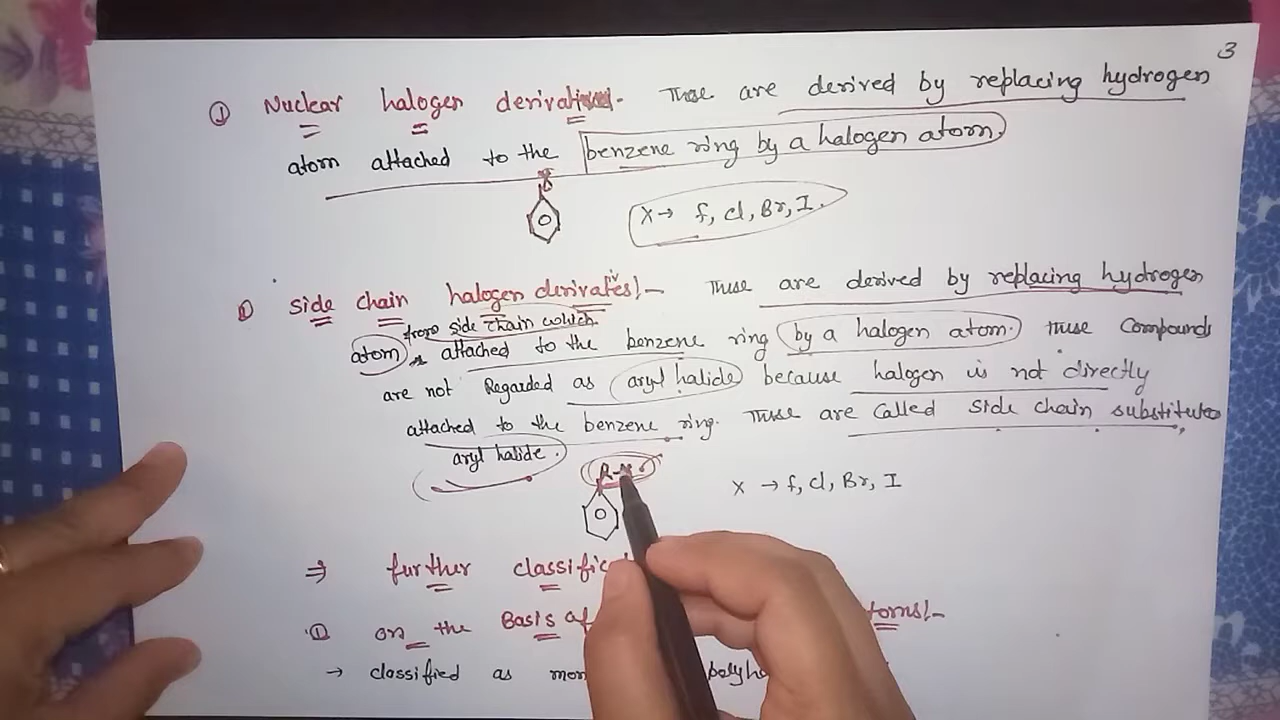 3
① Nuclear halogen derivatives. These are derived by replacing hydrogen
atom attached to the benzene ring by a halogen atom.
X → f, Cl, Br, I.
① Side chain halogen derivates!- These are derived by replacing hydrogen
from side chain which
atom attached to the benzene ring by a halogen atom. These Compounds
are not Regarded as aryl halide because halogen is not directly
attached to the benzene ring. These are called side chain substitutes
aryl halide.
R-X
X → f, Cl, Br, I
⇒ further
① on the Basis of
→ classified as